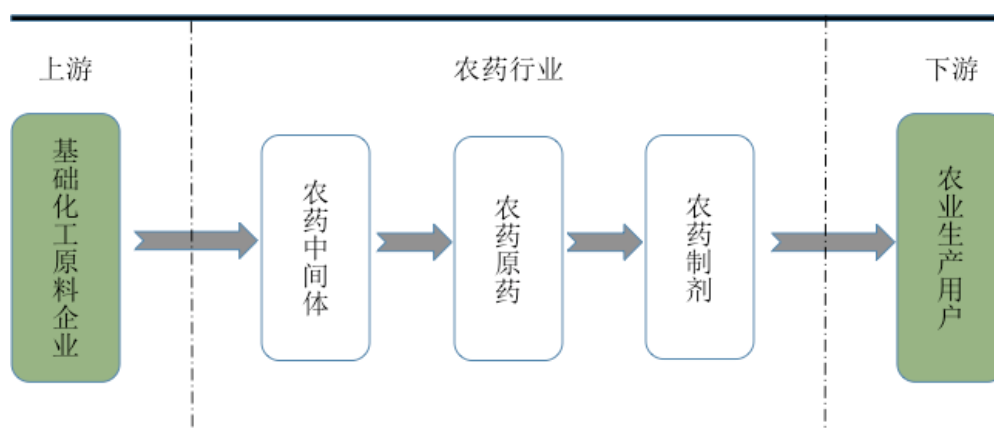 上游
农药行业
下游
基础化工原料企业
农药中间体
农药原药
农药制剂
农业生产用户